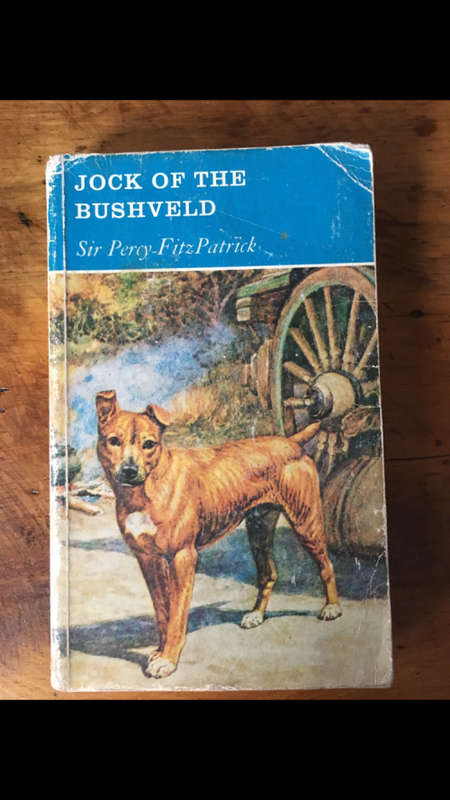 JOCK OF THE
BUSHVELD
Sir Percy FitzPatrick